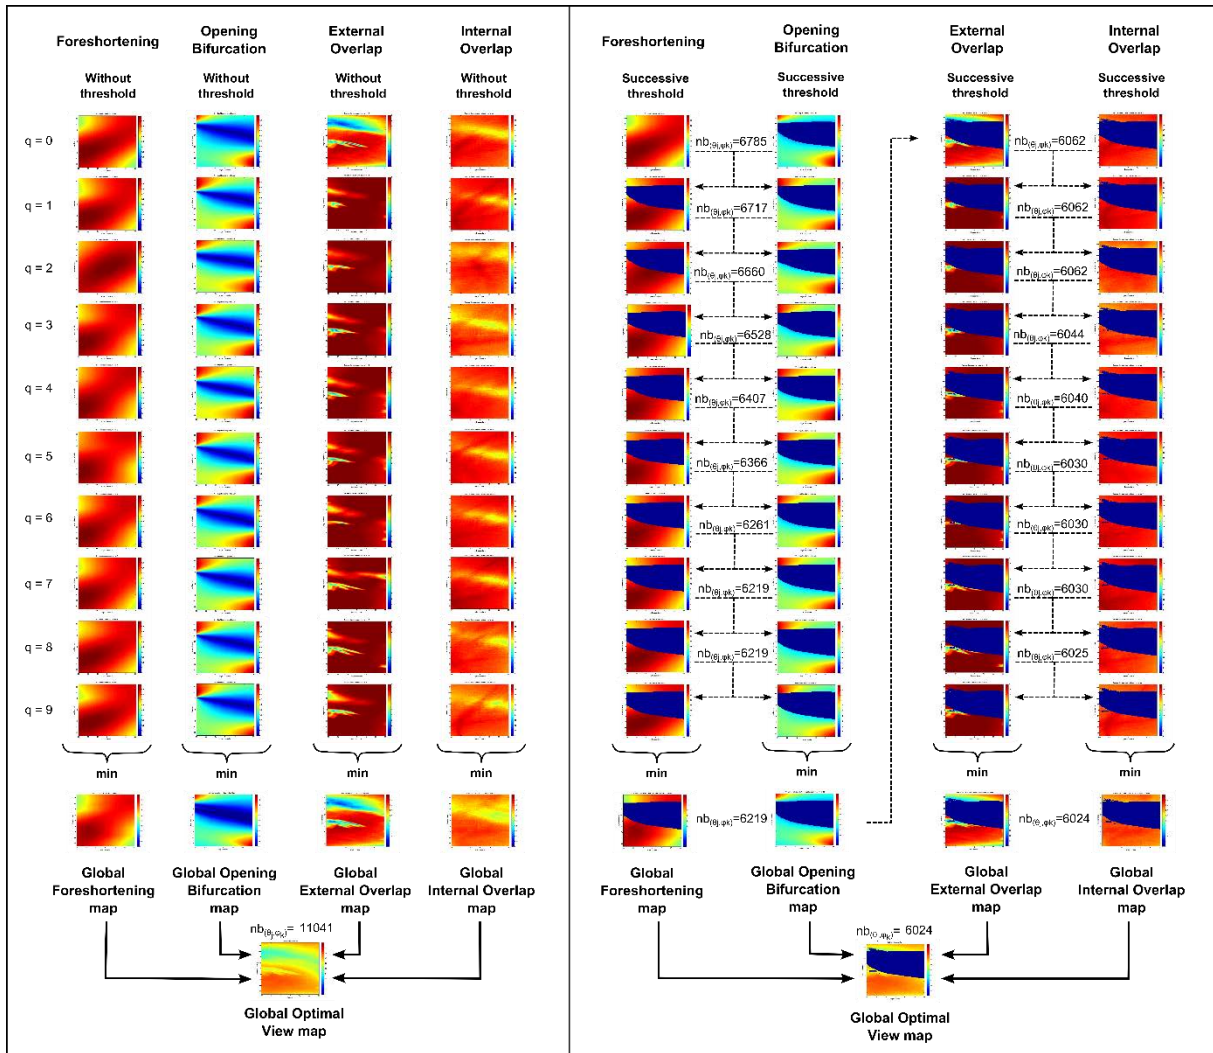 Foreshortening
Opening
Bifurcation
External
Overlap
Internal
Overlap
Without
threshold
Without
threshold
Without
threshold
Without
threshold
q = 0
q = 1
q = 2
q = 3
q = 4
q = 5
q = 6
q = 7
q = 8
q = 9
min
min
min
min
Global
Foreshortening
map
Global Opening
Bifurcation
map
Global
External Overlap
map
Global
Internal Overlap
map
nb(θj,φk)= 11041
Global Optimal
View map
Foreshortening
Opening
Bifurcation
External
Overlap
Internal
Overlap
Successive
threshold
Successive
threshold
Successive
threshold
Successive
threshold
nb(θj,φk)=6785
nb(θj,φk)=6717
nb(θj,φk)=6660
nb(θj,φk)=6528
nb(θj,φk)=6407
nb(θj,φk)=6366
nb(θj,φk)=6261
nb(θj,φk)=6219
nb(θj,φk)=6219
nb(θj,φk)=6062
nb(θj,φk)=6062
nb(θj,φk)=6062
nb(θj,φk)=6044
nb(θj,φk)=6040
nb(θj,φk)=6030
nb(θj,φk)=6030
nb(θj,φk)=6030
nb(θj,φk)=6025
min
min
min
min
nb(θj,φk)=6219
nb(θ,φk)=6024
Global
Foreshortening
map
Global Opening
Bifurcation
map
Global
External Overlap
map
Global
Internal Overlap
map
nb(θ,φk)= 6024
Global Optimal
View map